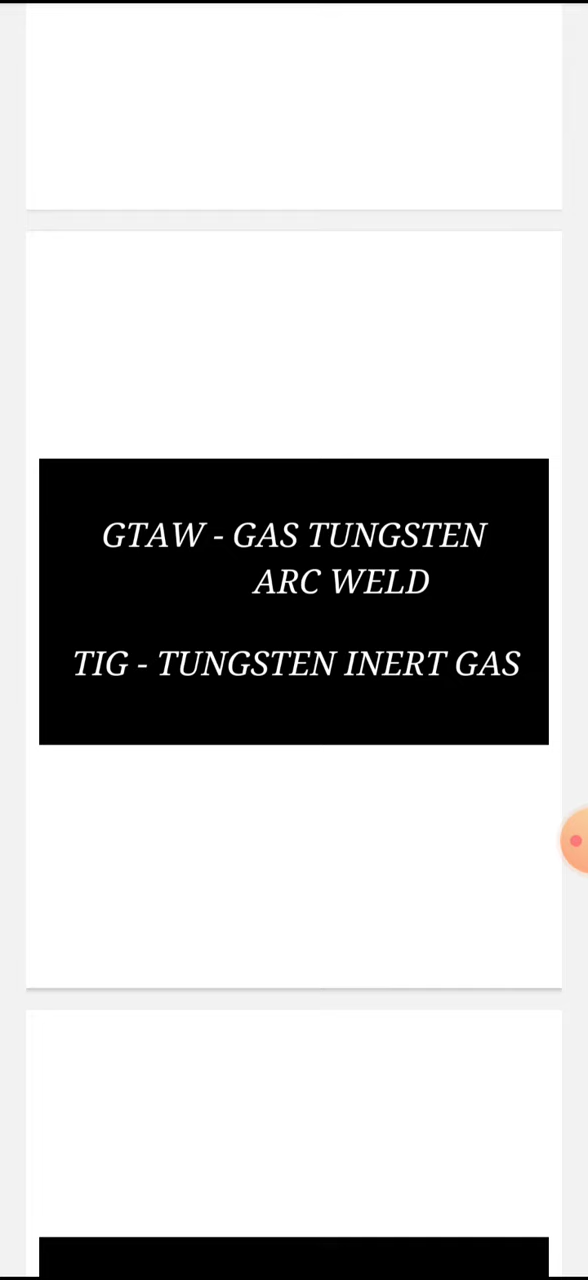 GTAW - GAS TUNGSTEN
ARC WELD
TIG - TUNGSTEN INERT GAS